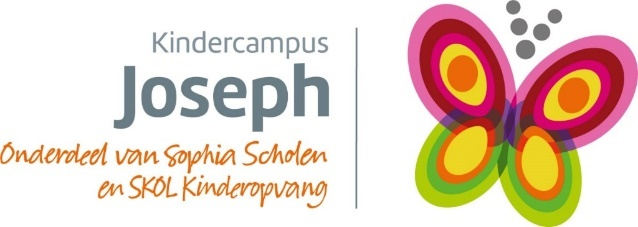 Kindercampus
Joseph
Onderdeel van Sophia Scholen
en SKOL Kinderopvang